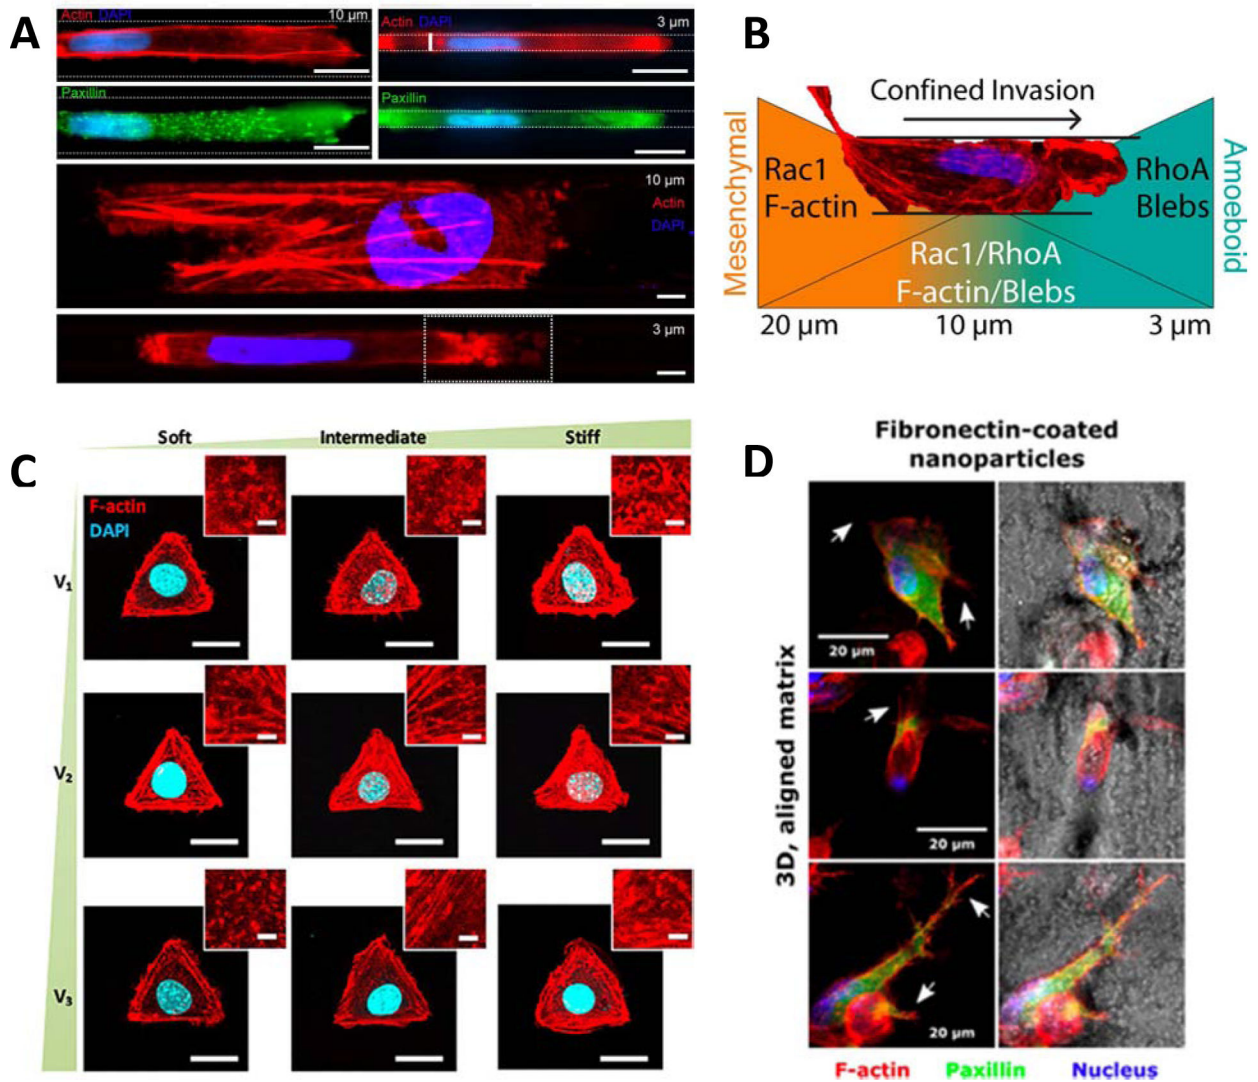 A
Actin DAPI
10 µm
Actin DAPI
3 µm
Paxillin
Paxillin
10 µm
Actin
DAPI
3 µm
B
Confined Invasion
Mesenchymal
Rac1
F-actin
RhoA
Blebs
Amoeboid
Rac1/RhoA
F-actin/Blebs
20 µm
10 µm
3 µm
C
Soft
Intermediate
Stiff
F-actin
DAPI
V1
V2
V3
D
Fibronectin-coated
nanoparticles
3D, aligned matrix
20 µm
20 µm
20 µm
F-actin
Paxillin
Nucleus